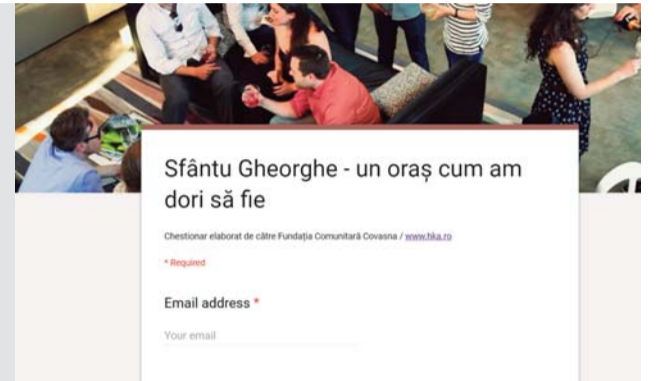 Sfântu Gheorghe - un oraș cum am
dori să fie
Chestionar elaborat de către Fundația Comunitară Covasna / www.hka.ro
* Required
Email address *
Your email